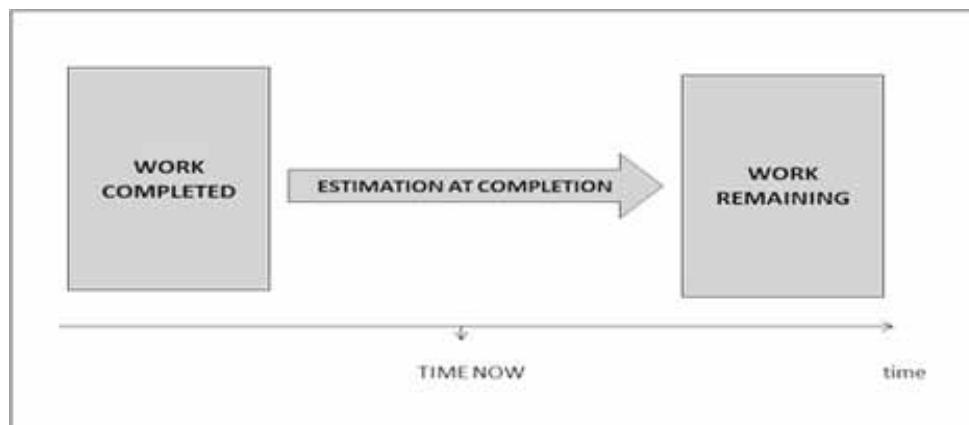 WORK
COMPLETED
ESTIMATION AT COMPLETION
WORK
REMAINING
TIME NOW
time